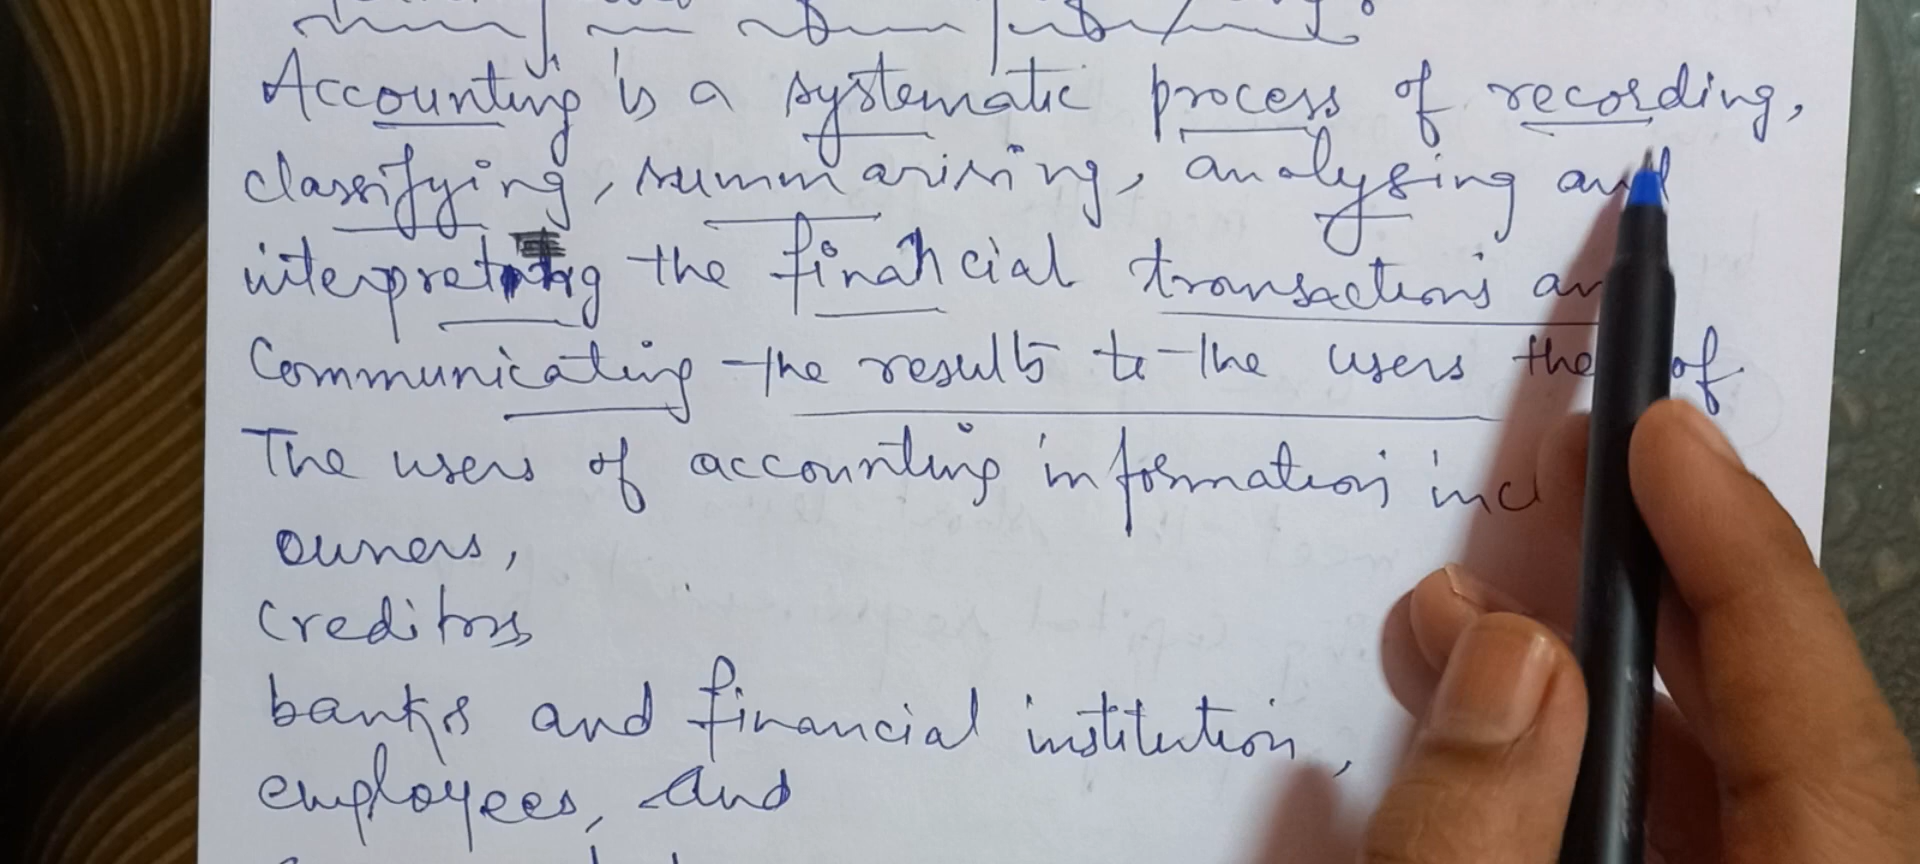 Accounting is a systematic process of recording,
classifying, summarising, analysing and
interpreting the financial transactions an
Communicating the results to the users the of
The users of accounting information incl
owners,
creditors
banks and financial institution,
employees, and